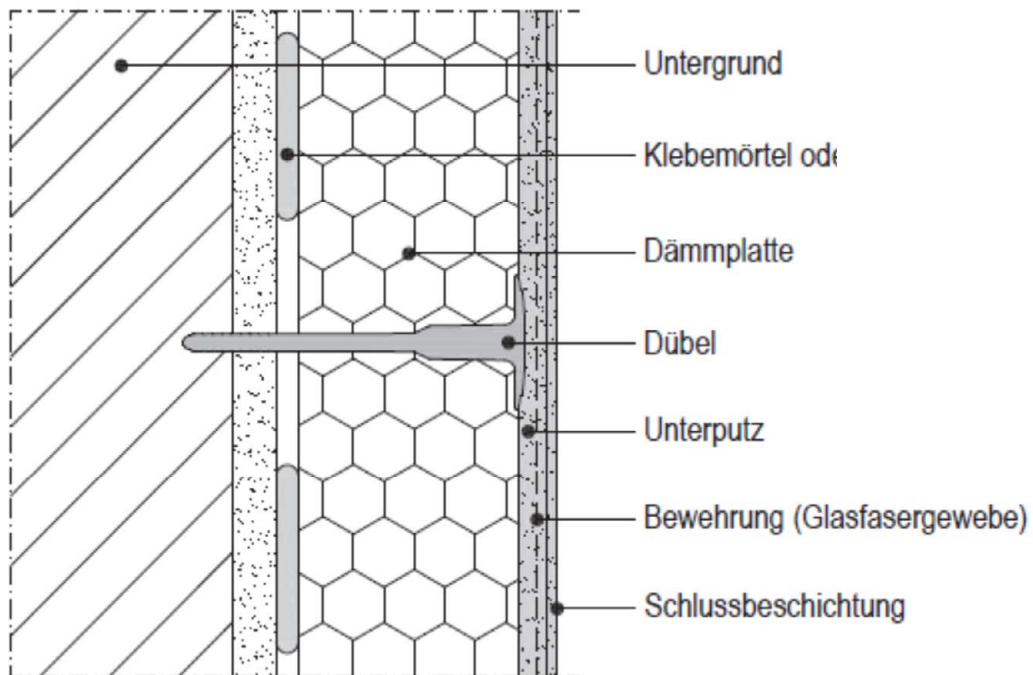 Untergrund
Klebemörtel ode
Dämmplatte
Dübel
Unterputz
Bewehrung (Glasfasergewebe)
Schlussbeschichtung